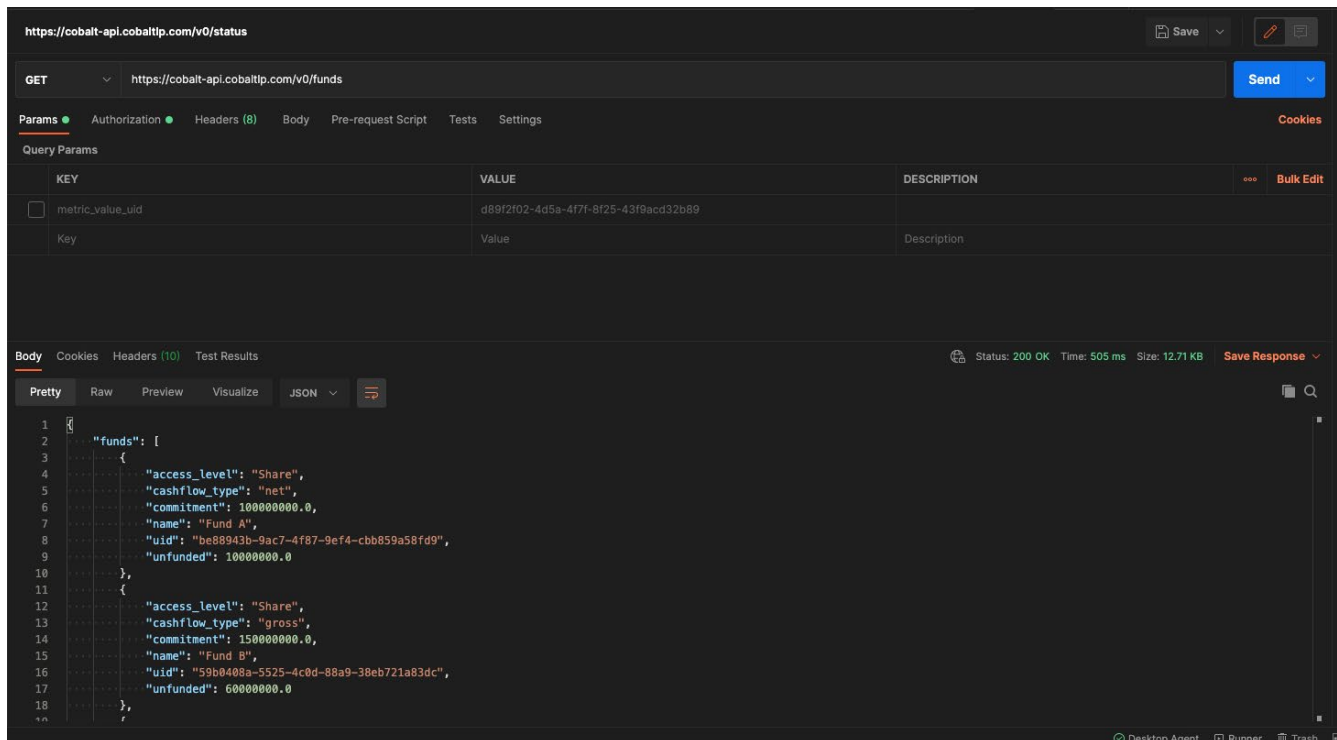 https://cobalt-api.cobaltlp.com/v0/status
Save
GET https://cobalt-api.cobaltlp.com/v0/funds
Send
Params Authorization Headers (8) Body Pre-request Script Tests Settings Cookies
Query Params
KEY VALUE DESCRIPTION ooo Bulk Edit
metric_value_uid d89f2f02-4d5a-4f7f-8f25-43f9acd32b89
Key Value Description
Body Cookies Headers (10) Test Results Status: 200 OK Time: 505 ms Size: 12.71 KB Save Response
Pretty Raw Preview Visualize JSON
1 {
2 "funds": [
3 {
4 "access_level": "Share",
5 "cashflow_type": "net",
6 "commitment": 100000000.0,
7 "name": "Fund A",
8 "uid": "be88943b-9ac7-4f87-9ef4-cbb859a58fd9",
9 "unfunded": 10000000.0
10 },
11 {
12 "access_level": "Share",
13 "cashflow_type": "gross",
14 "commitment": 150000000.0,
15 "name": "Fund B",
16 "uid": "59b0408a-5525-4c0d-88a9-38eb721a83dc",
17 "unfunded": 60000000.0
18 },
19 {
Desktop Agent Runner Trash